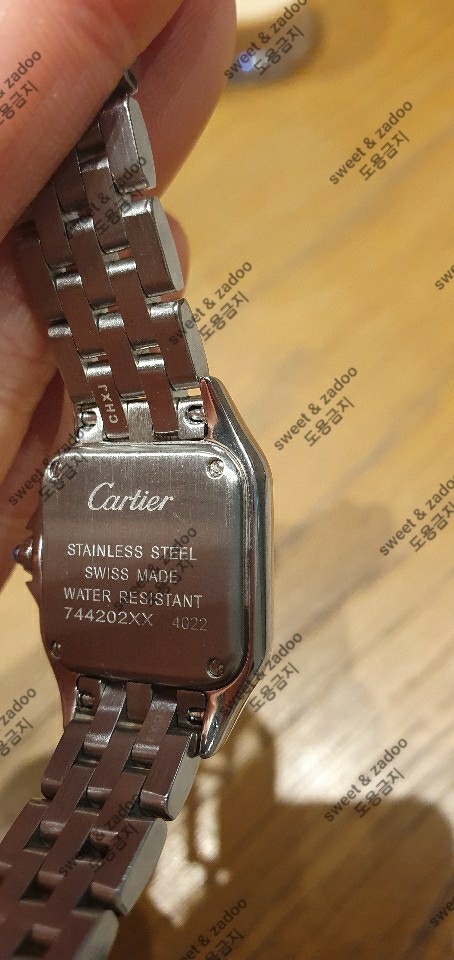 CHXJ
Cartier
STAINLESS STEEL
SWISS MADE
WATER RESISTANT
744202XX 4022
sweet & zadoo
도용금지